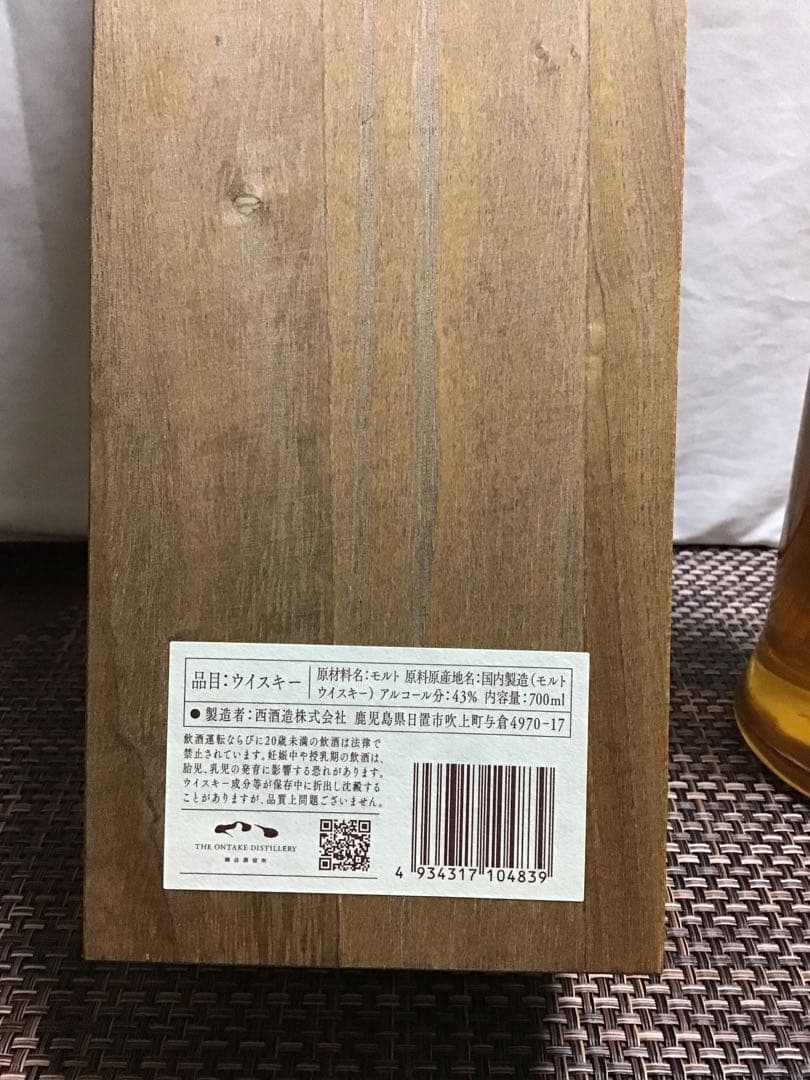 品目：ウイスキー
原材料名：モルト 原料原産地名：国内製造（モルト
ウイスキー） アルコール分：43% 内容量：700ml
●製造者：西酒造株式会社 鹿児島県日置市吹上町与倉4970-17
飲酒運転ならびに20歳未満の飲酒は法律で
禁止されています。妊娠中や授乳期の飲酒は、
胎児、乳児の発育に影響する恐れがあります。
ウイスキー成分等が保存中に折出し沈澱する
ことがありますが、品質上問題ございません。
THE ONTAKE DISTILLERY
御岳蒸留所
4 934317 104839